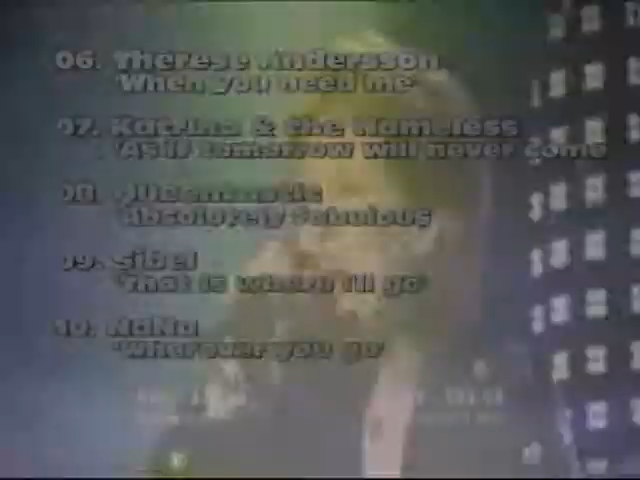 06. Therese Andersson
'When you need me'
07. Katrina & the Nameless
'As if tomorrow will never come
08. Queentastic
'Absolutely fabulous'
09. Sibel
'That is where I'll go'
10. NaNa
'Wherever you go'